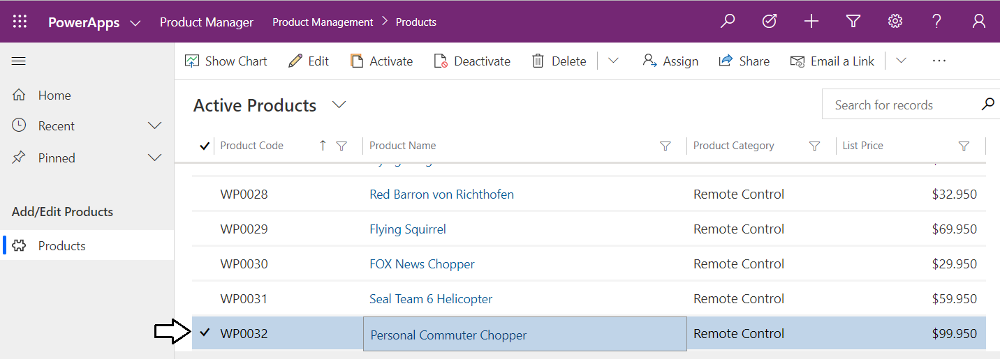 PowerApps Product Manager Product Management > Products
Show Chart Edit Activate Deactivate Delete Assign Share Email a Link ...
Home
Recent
Pinned
Add/Edit Products
Products
Active Products
Search for records
Product Code Product Name Product Category List Price
WP0028 Red Barron von Richthofen Remote Control $32.950
WP0029 Flying Squirrel Remote Control $69.950
WP0030 FOX News Chopper Remote Control $29.950
WP0031 Seal Team 6 Helicopter Remote Control $59.950
WP0032 Personal Commuter Chopper Remote Control $99.950